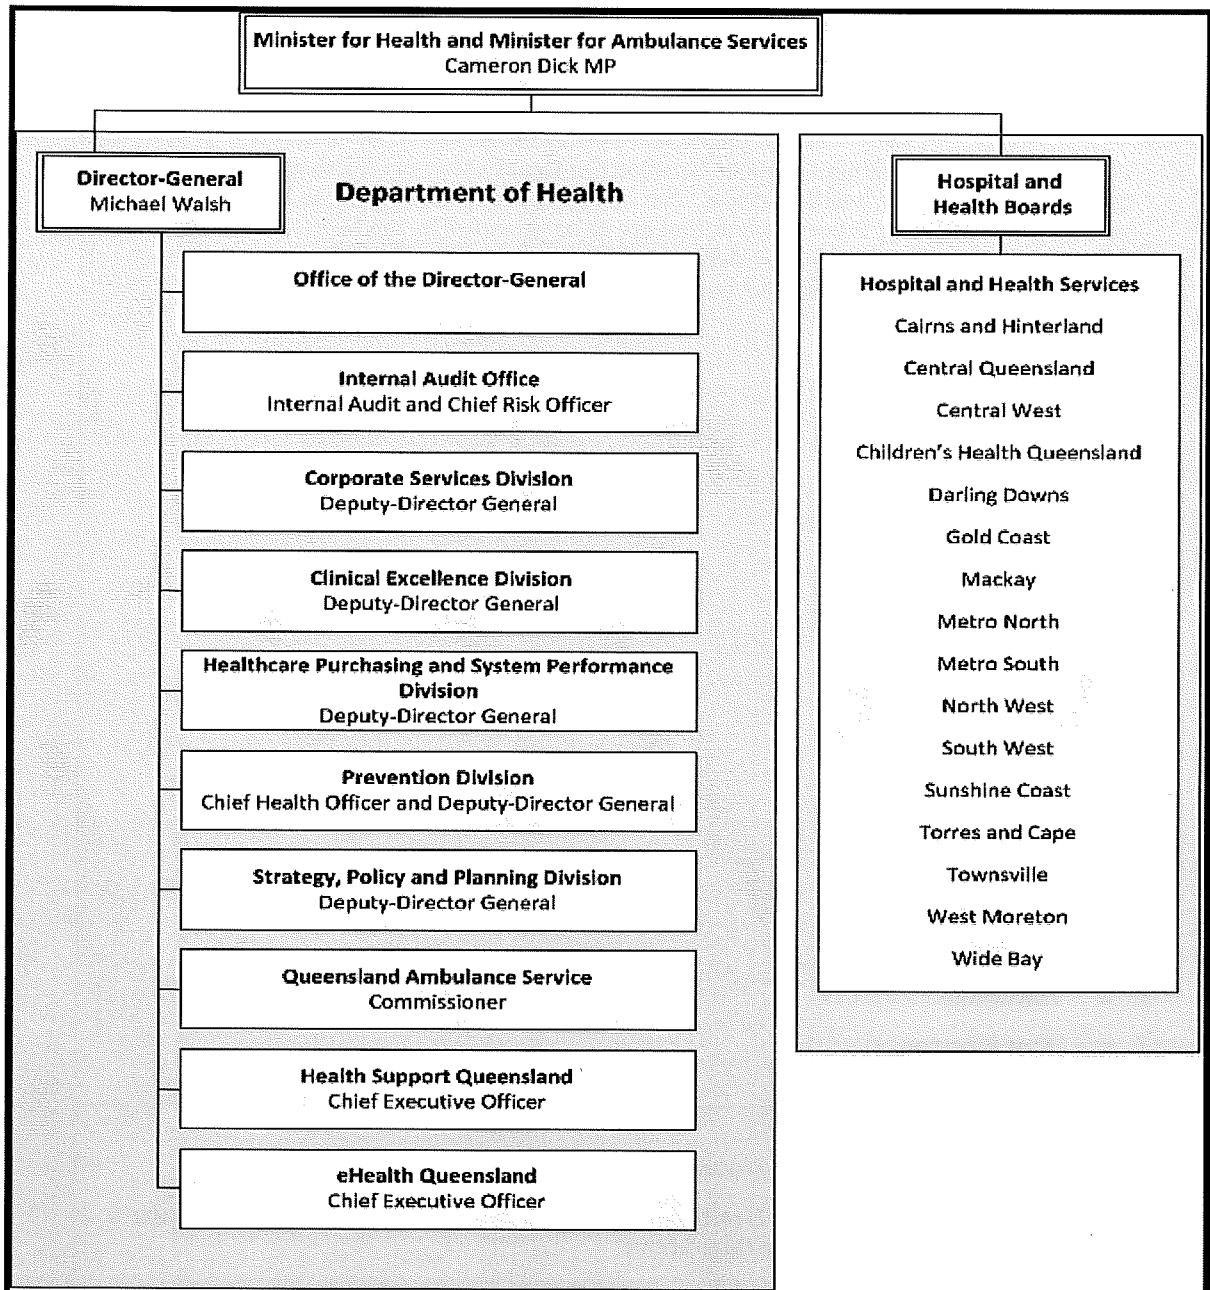 Minister for Health and Minister for Ambulance Services
Cameron Dick MP
Director-General
Michael Walsh
Department of Health
Office of the Director-General
Internal Audit Office
Internal Audit and Chief Risk Officer
Corporate Services Division
Deputy-Director General
Clinical Excellence Division
Deputy-Director General
Healthcare Purchasing and System Performance
Division
Deputy-Director General
Prevention Division
Chief Health Officer and Deputy-Director General
Strategy, Policy and Planning Division
Deputy-Director General
Queensland Ambulance Service
Commissioner
Health Support Queensland
Chief Executive Officer
eHealth Queensland
Chief Executive Officer
Hospital and
Health Boards
Hospital and Health Services
Cairns and Hinterland
Central Queensland
Central West
Children's Health Queensland
Darling Downs
Gold Coast
Mackay
Metro North
Metro South
North West
South West
Sunshine Coast
Torres and Cape
Townsville
West Moreton
Wide Bay